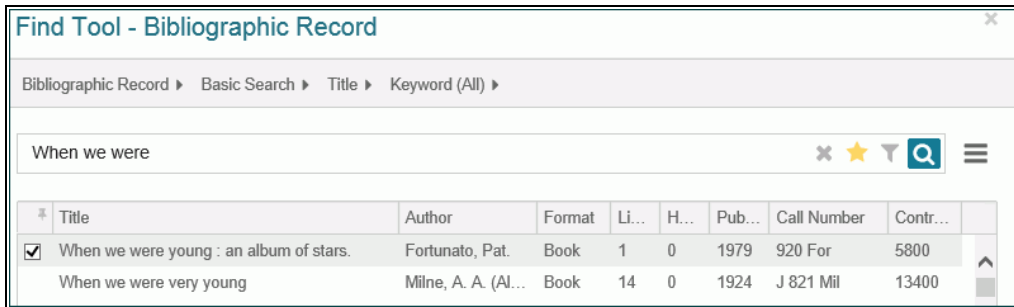 Find Tool - Bibliographic Record
Bibliographic Record Basic Search Title Keyword (All)
When we were
Title Author Format Li... H... Pub... Call Number Contr...
When we were young : an album of stars. Fortunato, Pat. Book 1 0 1979 920 For 5800
When we were very young Milne, A. A. (Al... Book 14 0 1924 J 821 Mil 13400